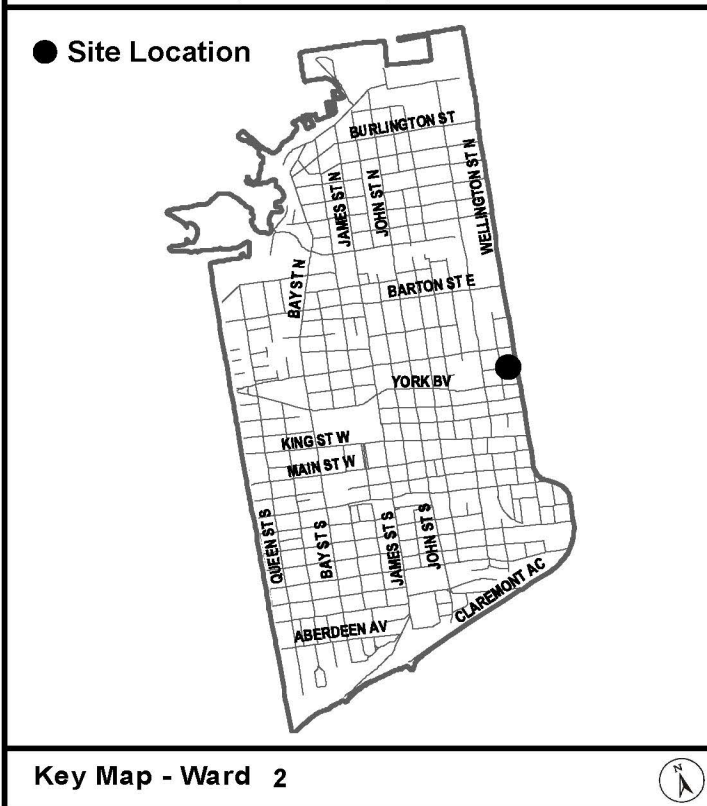 Site Location
BURLINGTON ST
JAMES ST N
JOHN ST N
WELLINGTON ST N
BAY ST N
BARTON ST E
YORK BV
KING ST W
MAIN ST W
QUEEN ST S
BAY ST S
JAMES ST S
JOHN ST S
CLAREMONT AC
ABERDEEN AV
Key Map - Ward 2
N